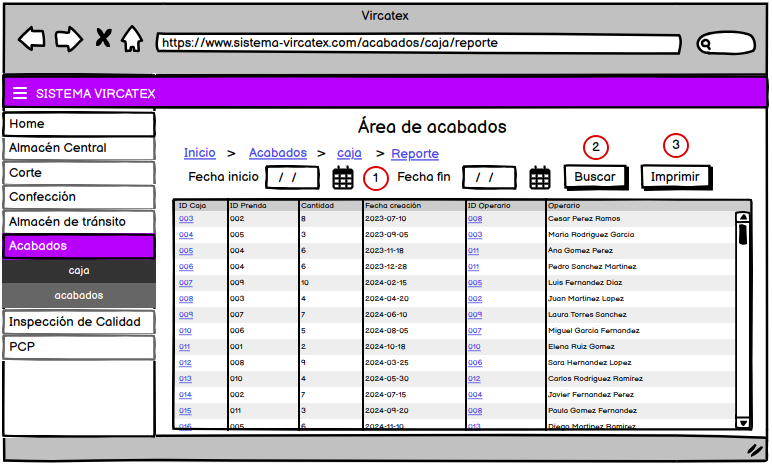 Vircatex
https://www.sistema-vircatex.com/acabados/caja/reporte
SISTEMA VIRCATEX
Home
Almacén Central
Corte
Confección
Almacén de tránsito
Acabados
caja
acabados
Inspección de Calidad
PCP
Área de acabados
Inicio > Acabados > caja > Reporte
2
3
Fecha inicio / / 1 Fecha fin / / Buscar Imprimir
ID Caja ID Prenda Cantidad Fecha creación ID Operario Operario
003 002 8 2023-07-10 008 Cesar Perez Ramos
004 005 3 2023-09-05 003 Maria Rodriguez Garcia
005 004 6 2023-11-18 011 Ana Gomez Perez
006 004 6 2023-12-28 011 Pedro Sanchez Martinez
007 009 10 2024-02-15 005 Luis Fernandez Diaz
008 003 4 2024-04-20 002 Juan Martinez Lopez
009 007 7 2024-06-10 009 Laura Torres Sanchez
010 006 5 2024-08-05 007 Miguel Garcia Fernandez
011 001 2 2024-10-18 010 Elena Ruiz Gomez
012 008 9 2024-03-25 006 Sara Hernandez Lopez
013 010 4 2024-05-30 012 Carlos Rodriguez Ramirez
014 002 7 2024-07-15 004 Javier Fernandez Perez
015 011 3 2024-09-20 008 Paula Gomez Fernandez
016 005 6 2024-11-10 013 Diego Martinez Ramirez